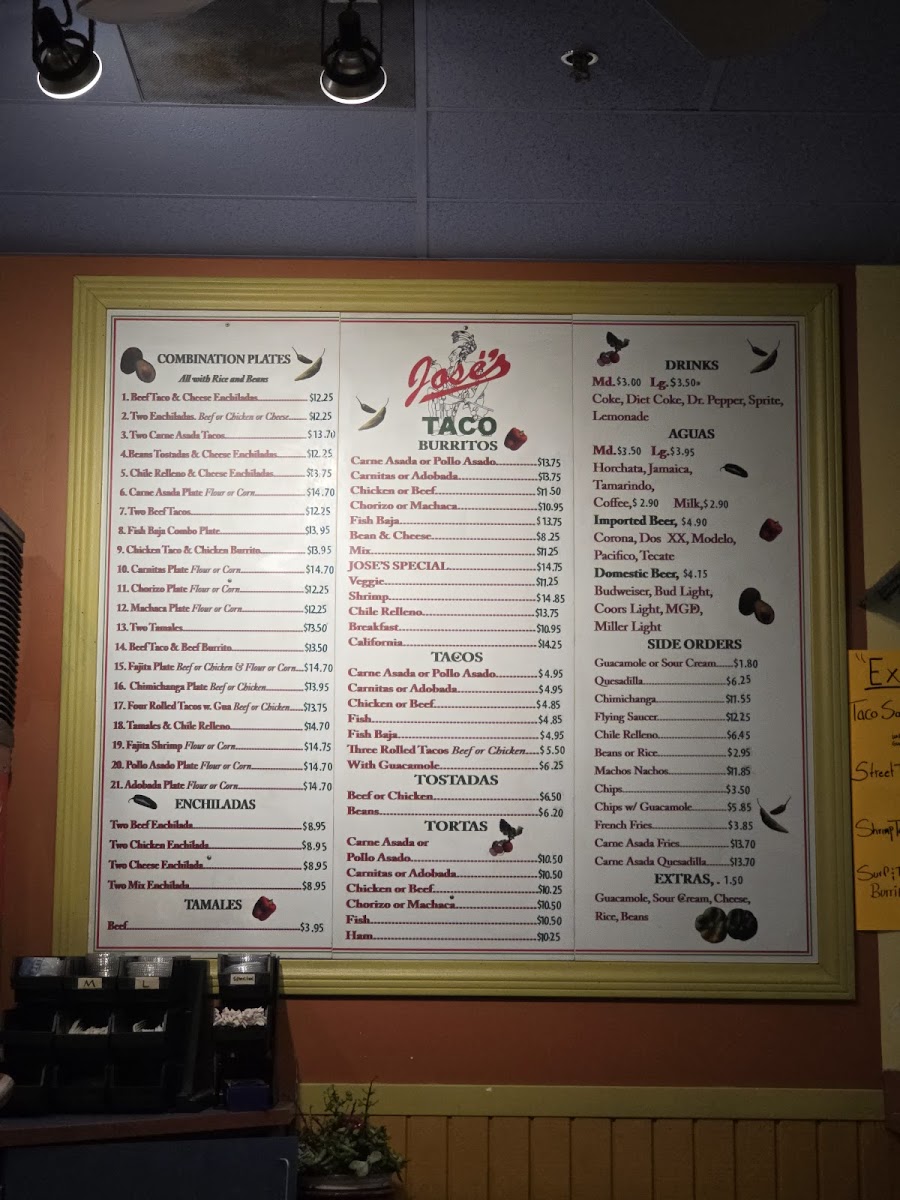 COMBINATION PLATES
All with Rice and Beans
1. Beef Taco & Cheese Enchiladas $12.25
2. Two Enchiladas. Beef or Chicken or Cheese $12.25
3. Two Carne Asada Tacos $13.70
4.Beans Tostadas & Cheese Enchiladas $12.25
5. Chile Relleno & Cheese Enchiladas $13.75
6. Carne Asada Plate Flour or Corn $14.70
7. Two Beef Tacos $12.25
8. Fish Baja Combo Plate $13.95
9. Chicken Taco & Chicken Burrito $13.95
10. Carnitas Plate Flour or Corn $14.70
11. Chorizo Plate Flour or Corn $12.25
12. Machaca Plate Flour or Corn $12.25
13. Two Tamales $13.50
14. Beef Taco & Beef Burrito $13.50
15. Fajita Plate Beef or Chicken & Flour or Corn $14.70
16. Chimichanga Plate Beef or Chicken $13.95
17. Four Rolled Tacos w. Gua Beef or Chicken $13.75
18. Tamales & Chile Relleno $14.70
19. Fajita Shrimp Flour or Corn $14.75
20. Pollo Asado Plate Flour or Corn $14.70
21. Adobada Plate Flour or Corn $14.70
ENCHILADAS
Two Beef Enchilada $8.95
Two Chicken Enchilada $8.95
Two Cheese Enchilada $8.95
Two Mix Enchilada $8.95
TAMALES
Beef $3.95
José's
TACO
BURRITOS
Carne Asada or Pollo Asado $13.75
Carnitas or Adobada $13.75
Chicken or Beef $11.50
Chorizo or Machaca $10.95
Fish Baja $13.75
Bean & Cheese $8.25
Mix $11.25
JOSE'S SPECIAL $14.75
Veggie $11.25
Shrimp $14.85
Chile Relleno $13.75
Breakfast $10.95
California $14.25
TACOS
Carne Asada or Pollo Asado $4.95
Carnitas or Adobada $4.95
Chicken or Beef $4.85
Fish $4.85
Fish Baja $4.95
Three Rolled Tacos Beef or Chicken $5.50
With Guacamole $6.25
TOSTADAS
Beef or Chicken $6.50
Beans $6.20
TORTAS
Carne Asada or
Pollo Asado $10.50
Carnitas or Adobada $10.50
Chicken or Beef $10.25
Chorizo or Machaca $10.50
Fish $10.50
Ham $10.25
DRINKS
Md. $3.00 Lg. $3.50
Coke, Diet Coke, Dr. Pepper, Sprite,
Lemonade
AGUAS
Md. $3.50 Lg. $3.95
Horchata, Jamaica,
Tamarindo,
Coffee, $2.90 Milk, $2.90
Imported Beer, $4.90
Corona, Dos XX, Modelo,
Pacifico, Tecate
Domestic Beer, $4.75
Budweiser, Bud Light,
Coors Light, MGD,
Miller Light
SIDE ORDERS
Guacamole or Sour Cream $1.80
Quesadilla $6.25
Chimichanga $11.55
Flying Saucer $12.25
Chile Relleno $6.45
Beans or Rice $2.95
Machos Nachos $11.85
Chips $3.50
Chips w/ Guacamole $5.85
French Fries $3.85
Carne Asada Fries $13.70
Carne Asada Quesadilla $13.70
EXTRAS, . 1.50
Guacamole, Sour Cream, Cheese,
Rice, Beans
"Ex
Taco Sa
Street T
Shrimp T
Surf; T
Burri
M
L